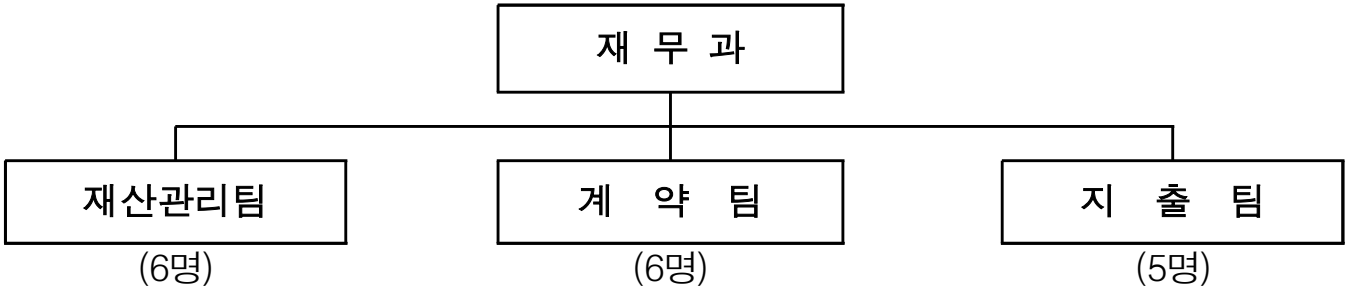 재 무 과
재산관리팀 계 약 팀 지 출 팀
(6명) (6명) (5명)